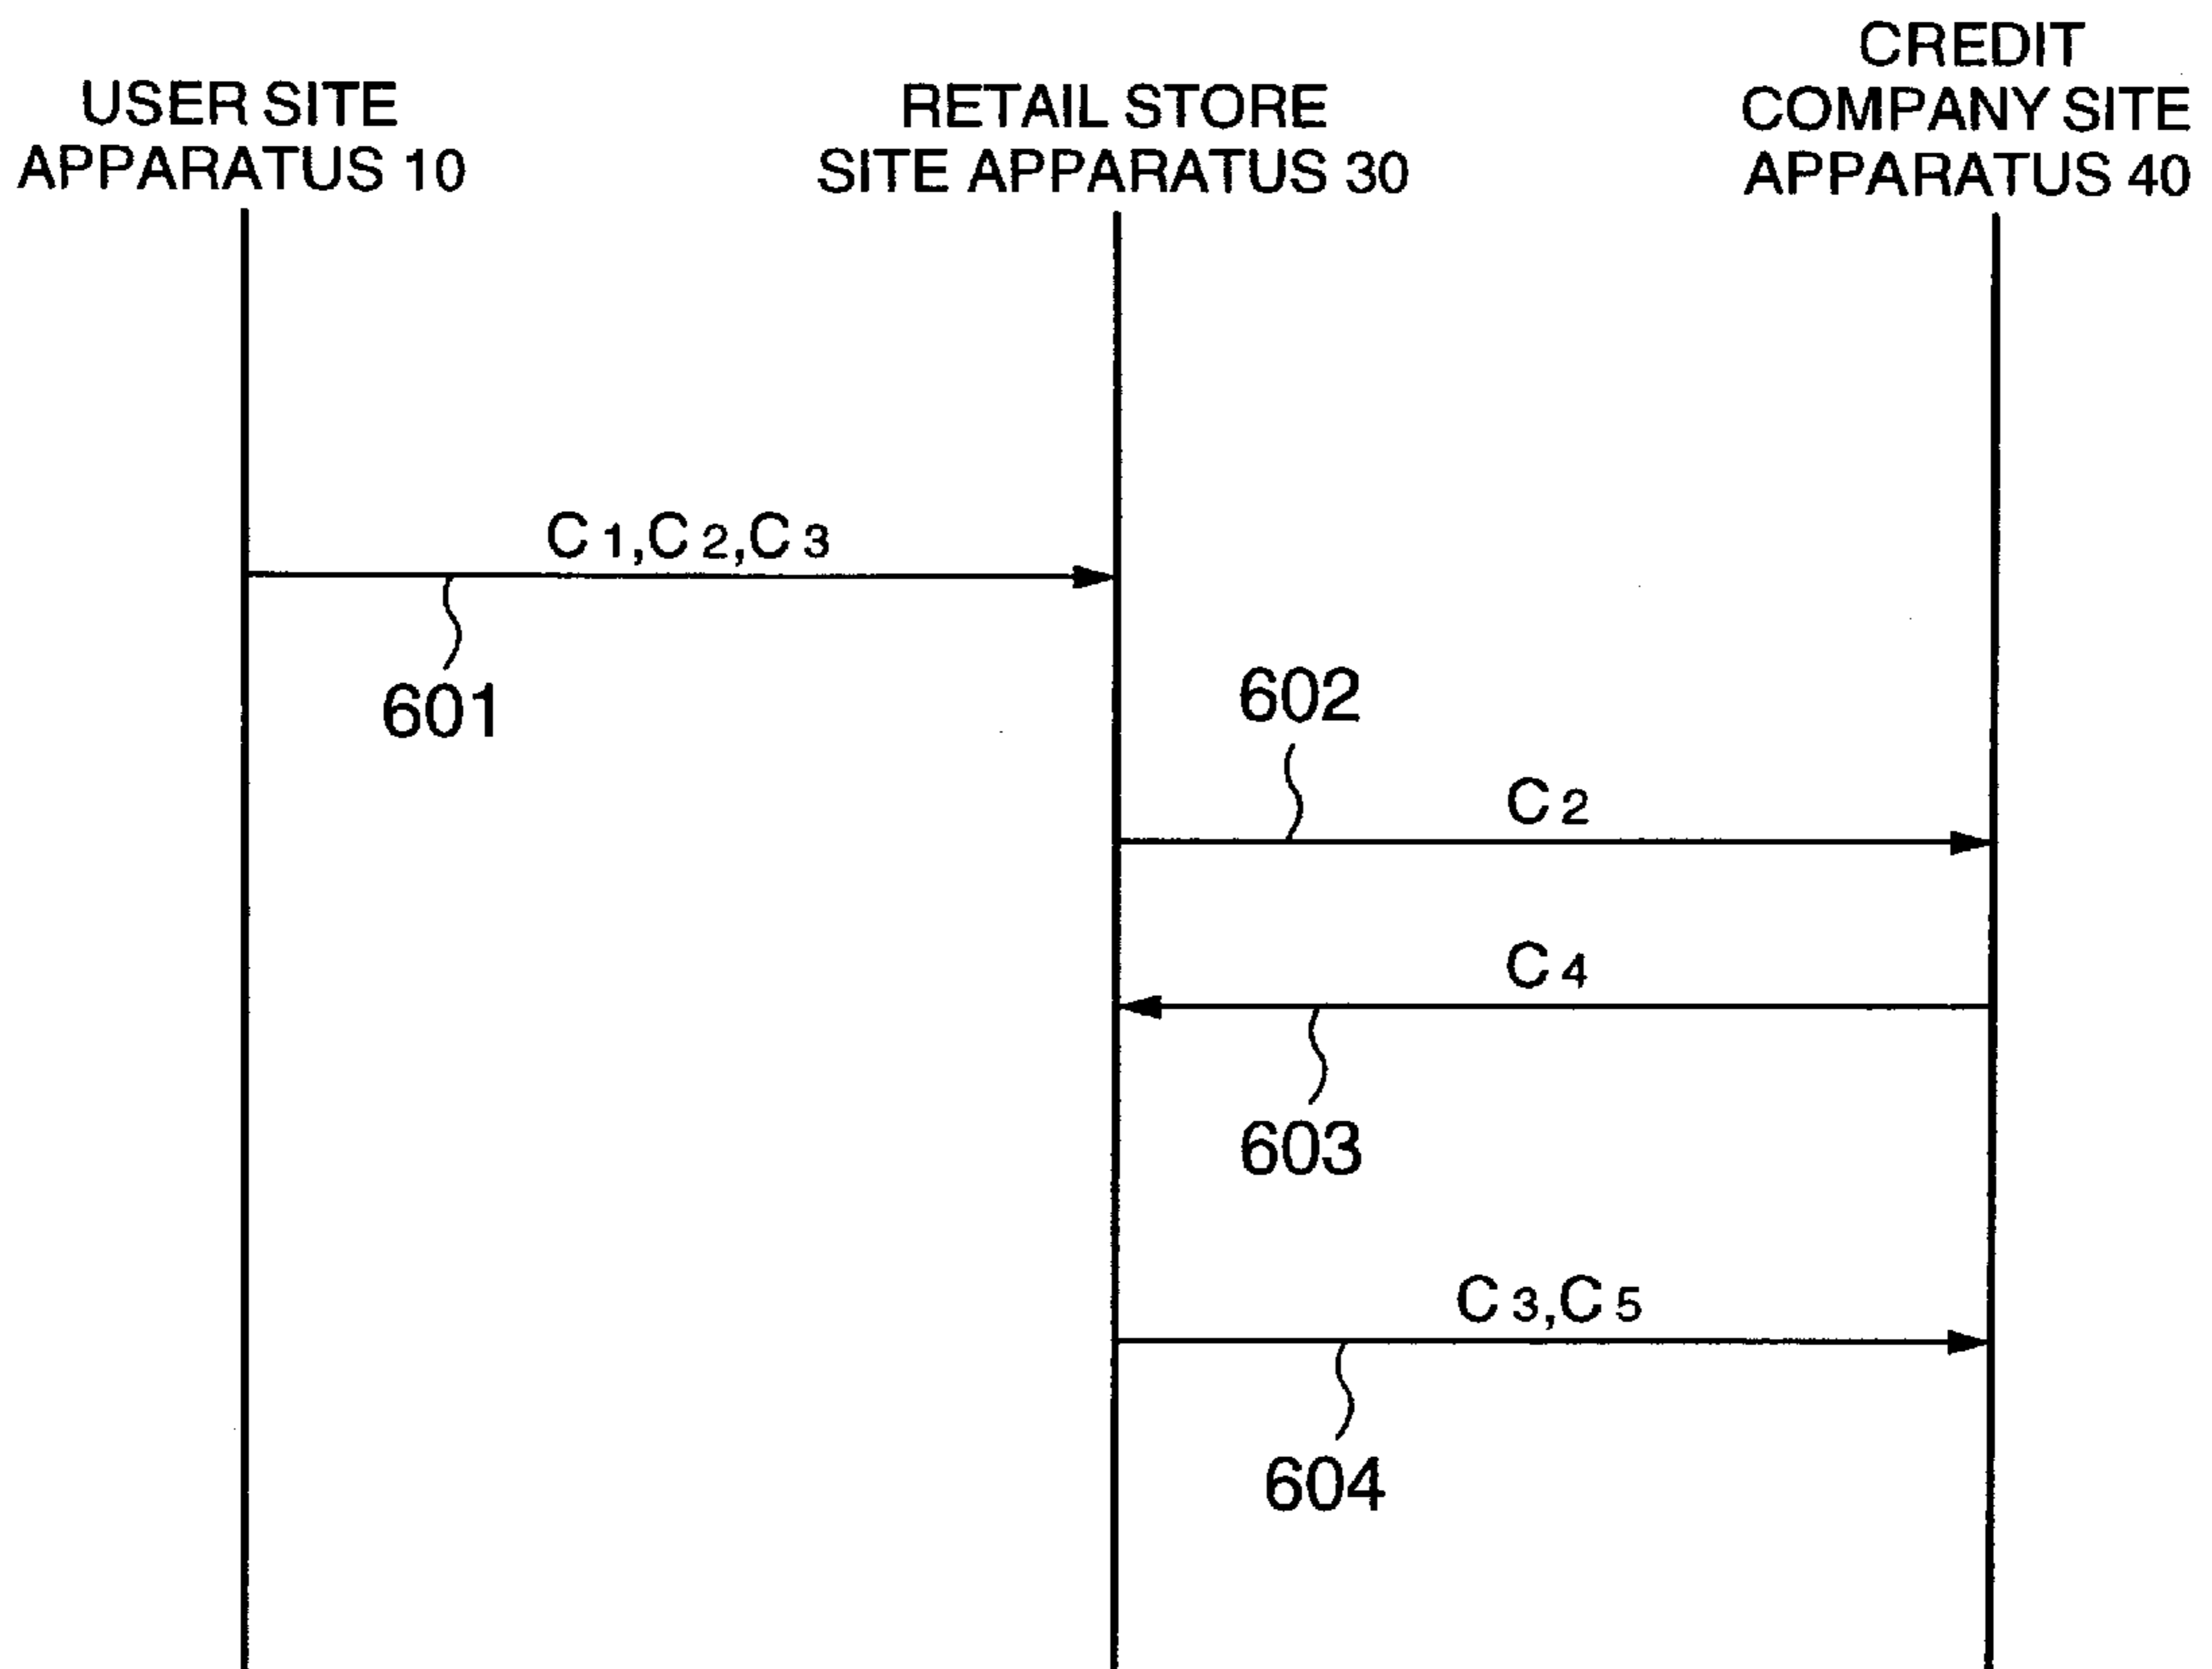 USER SITE
APPARATUS 10
RETAIL STORE
SITE APPARATUS 30
CREDIT
COMPANY SITE
APPARATUS 40
C1,C2,C3
601
602
C2
C4
603
C3,C5
604